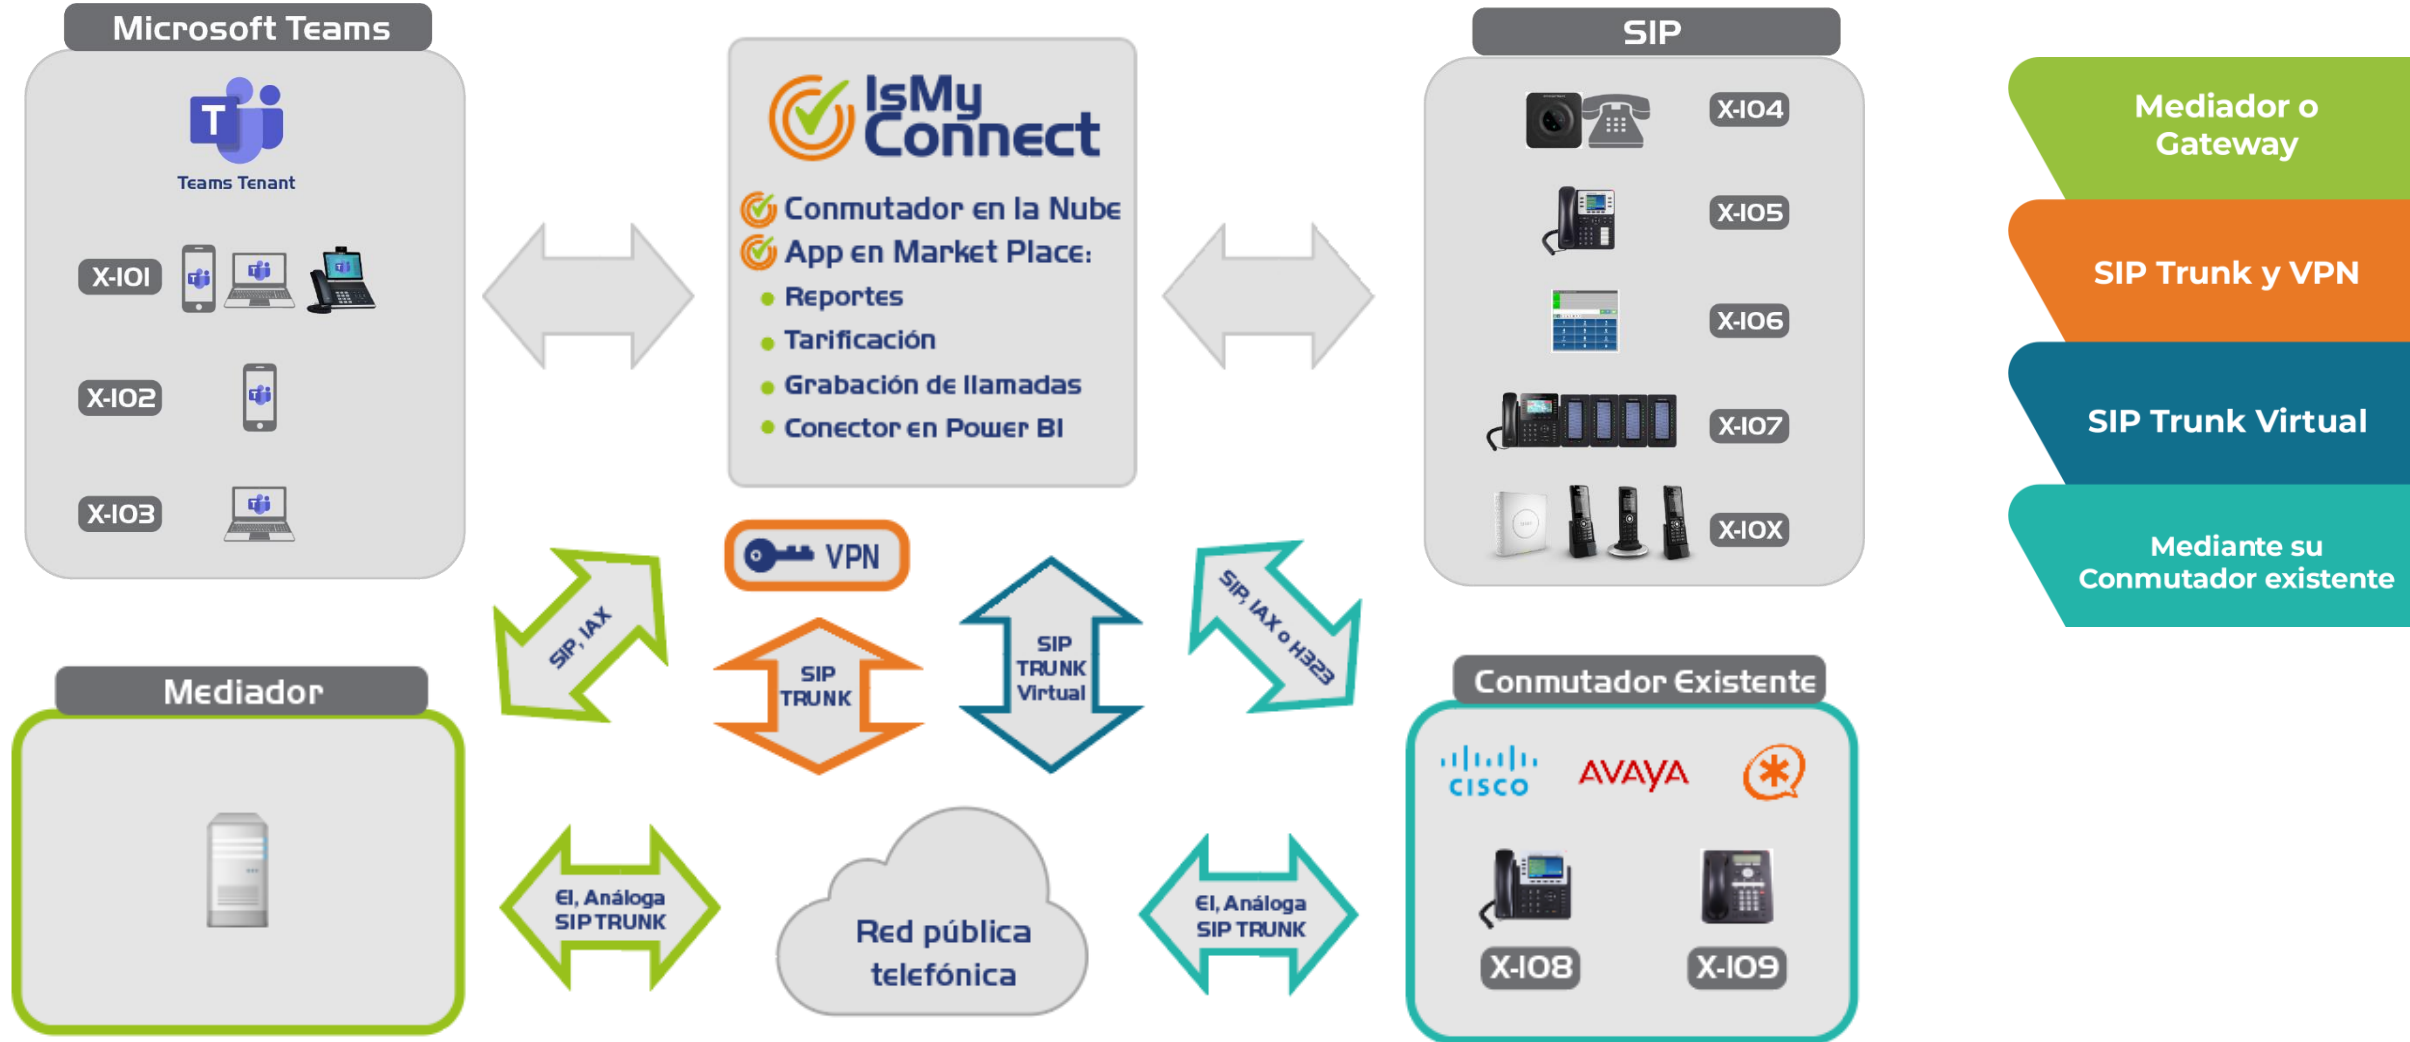 Microsoft Teams
Teams Tenant
X-101
X-102
X-103
IsMy
Connect
Conmutador en la Nube
App en Market Place:
Reportes
Tarificación
Grabación de llamadas
Conector en Power BI
SIP
X-104
X-105
X-106
X-107
X-10X
Mediador o
Gateway
SIP Trunk y VPN
SIP Trunk Virtual
Mediante su
Conmutador existente
SIP, IAX
VPN
SIP
TRUNK
SIP
TRUNK
Virtual
SIP, IAX o H323
Mediador
E1, Análoga
SIP TRUNK
Red pública
telefónica
E1, Análoga
SIP TRUNK
Conmutador Existente
CISCO
AVAYA
X-108
X-109